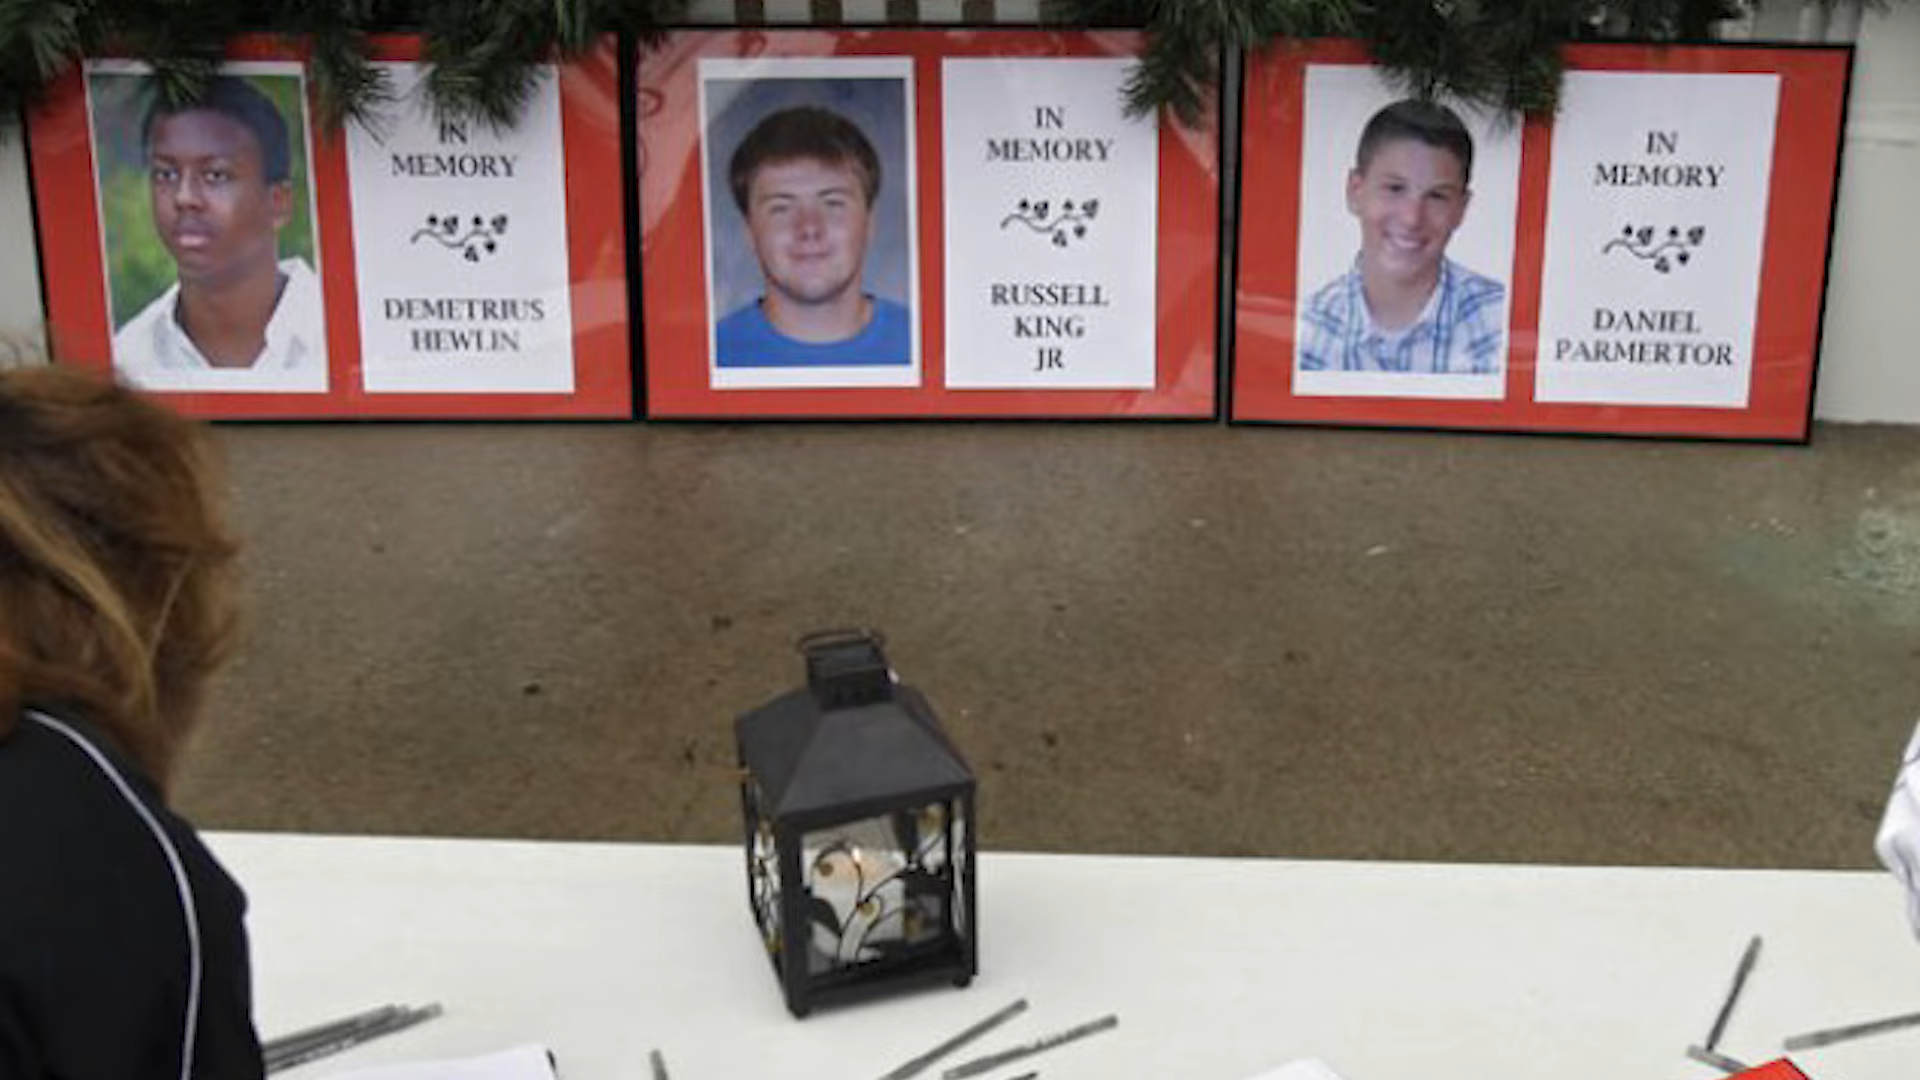 IN
MEMORY
DEMETRIUS
HEWLIN
IN
MEMORY
RUSSELL
KING
JR
IN
MEMORY
DANIEL
PARMERTOR